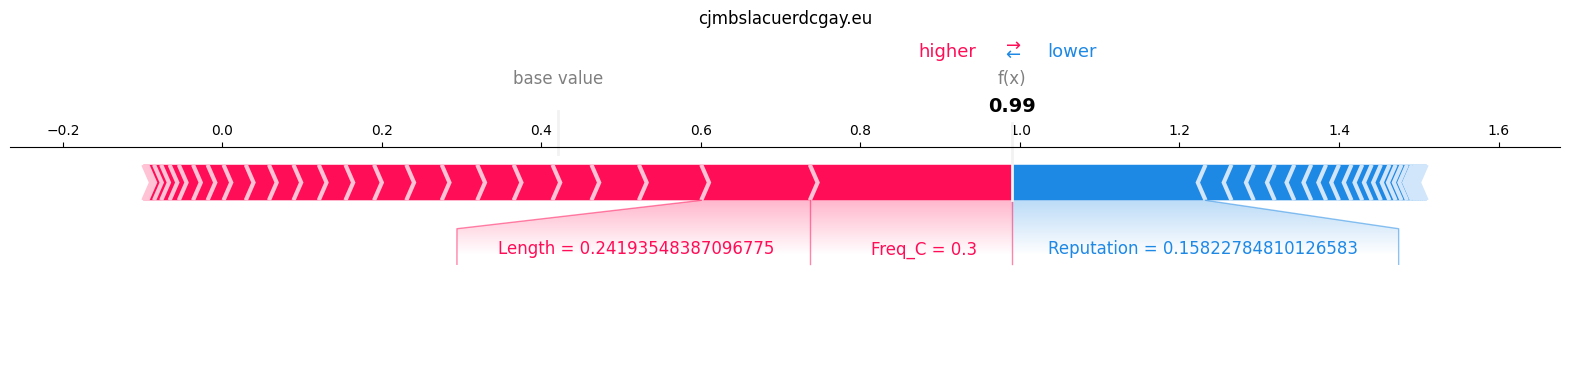 cjmbslacuerdcgay.eu
higher ⇄ lower
base value f(x)
0.99
−0.2 0.0 0.2 0.4 0.6 0.8 1.0 1.2 1.4 1.6
Length = 0.24193548387096775 Freq_C = 0.3 Reputation = 0.15822784810126583